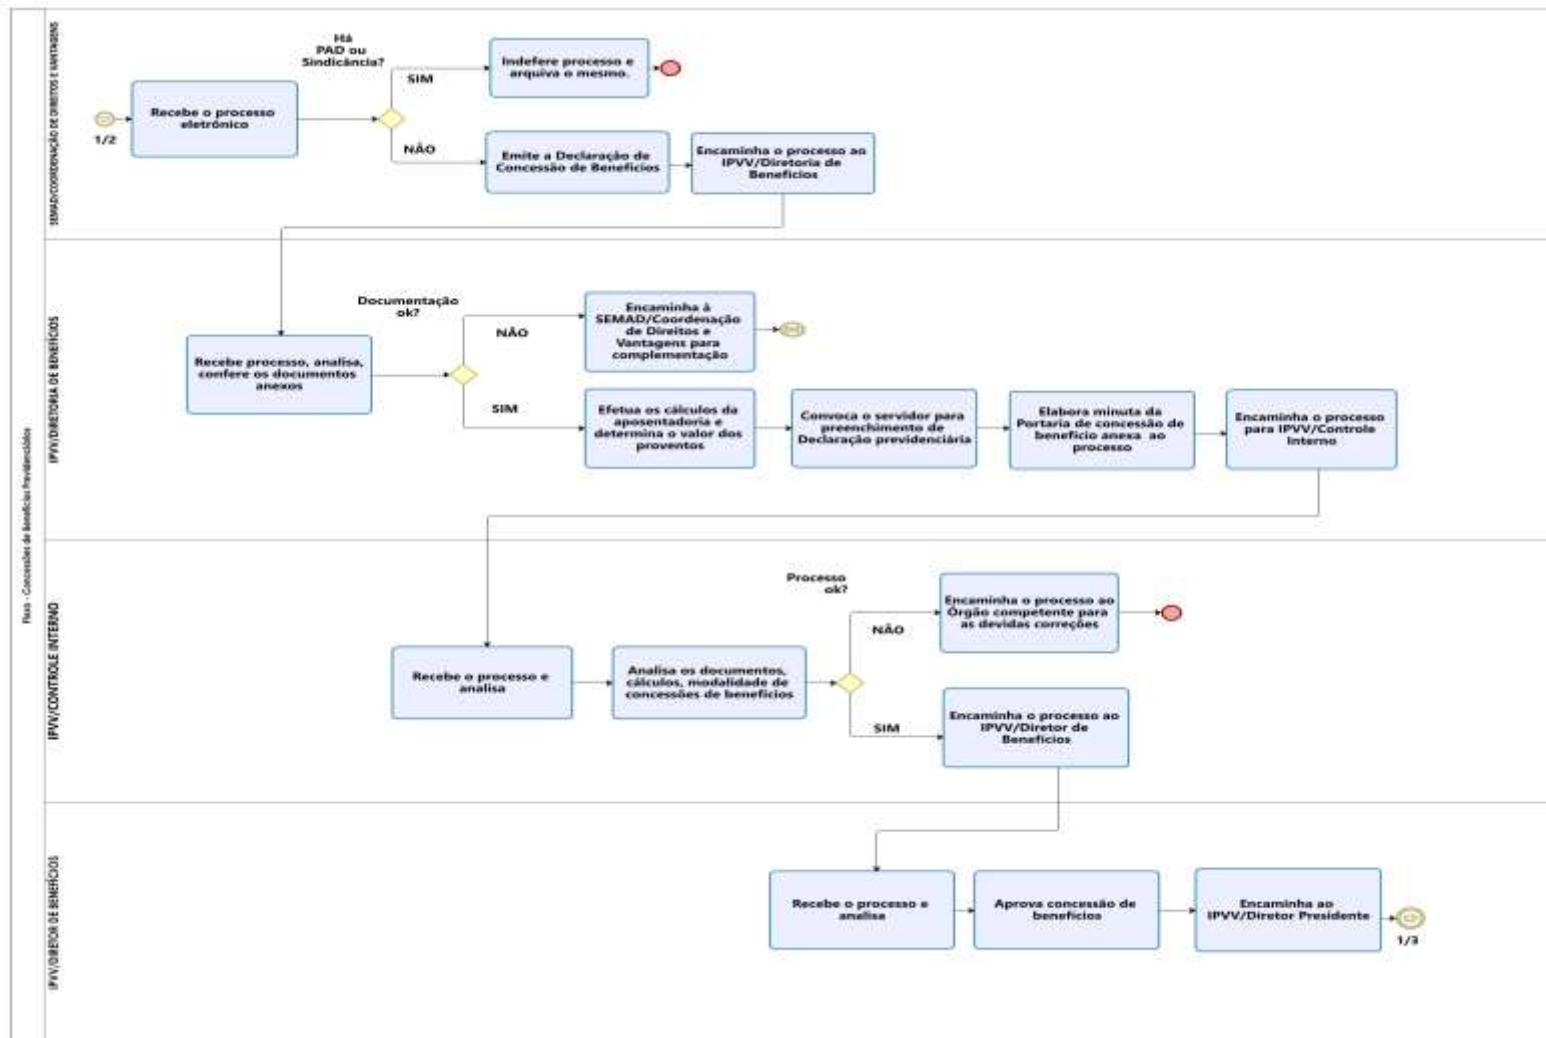 Fluxo - Concessões de Benefícios Previdenciários
SEMAD/COORDENAÇÃO DE DIREITOS E VANTAGENS
1/2
Recebe o processo
eletrônico
Há
PAD ou
Sindicância?
SIM
Indefere processo e
arquiva o mesmo.
NÃO
Emite a Declaração de
Concessão de Benefícios
Encaminha o processo ao
IPVV/Diretoria de
Benefícios
IPVV/DIRETORIA DE BENEFÍCIOS
Recebe processo, analisa,
confere os documentos
anexos
Documentação
ok?
NÃO
Encaminha à
SEMAD/Coordenação
de Direitos e
Vantagens para
complementação
SIM
Efetua os cálculos da
aposentadoria e
determina o valor dos
proventos
Convoca o servidor para
preenchimento de
Declaração previdenciária
Elabora minuta da
Portaria de concessão de
benefício anexa ao
processo
Encaminha o processo
para IPVV/Controle
Interno
IPVV/CONTROLE INTERNO
Recebe o processo e
analisa
Analisa os documentos,
cálculos, modalidade de
concessões de benefícios
Processo
ok?
NÃO
Encaminha o processo ao
Órgão competente para
as devidas correções
SIM
Encaminha o processo ao
IPVV/Diretor de
Benefícios
IPVV/DIRETOR DE BENEFÍCIOS
Recebe o processo e
analisa
Aprova concessão de
benefícios
Encaminha ao
IPVV/Diretor Presidente
1/3